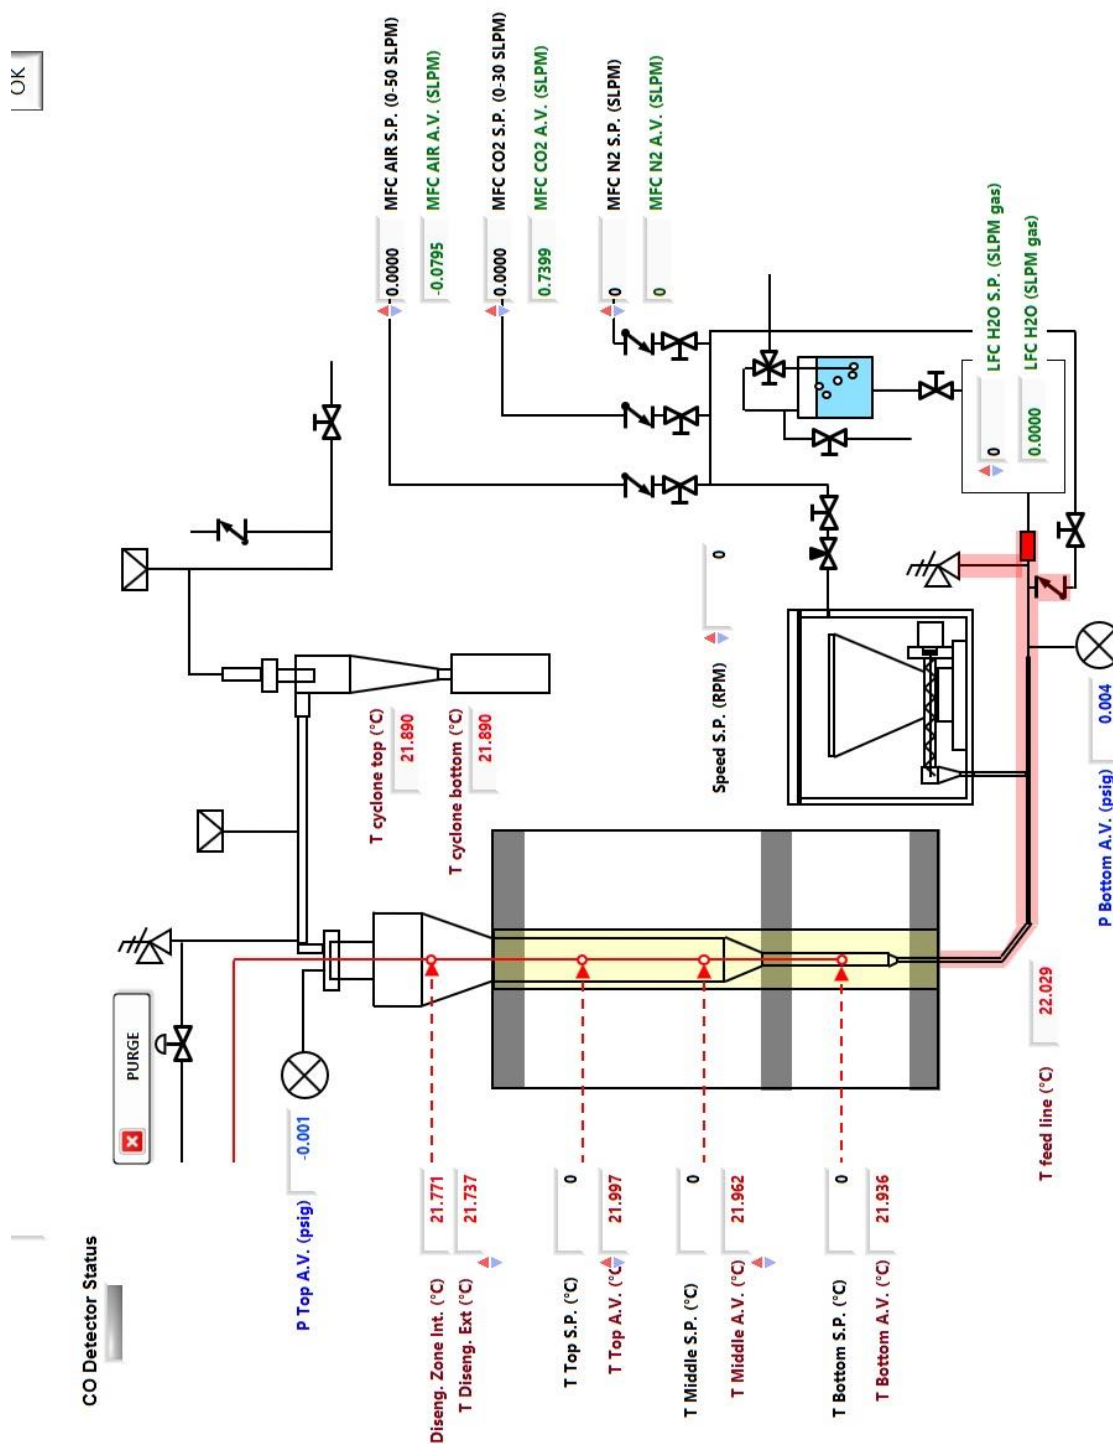 CO Detector Status
PURGE
OK
P Top A.V. (psig)
-0.001
Diseng. Zone Int. (°C)
21.771
T Diseng. Ext (°C)
21.737
T Top S.P. (°C)
0
T Top A.V. (°C)
21.997
T Middle S.P. (°C)
0
T Middle A.V. (°C)
21.962
T Bottom S.P. (°C)
0
T Bottom A.V. (°C)
21.936
T feed line (°C)
22.029
T cyclone top (°C)
21.890
T cyclone bottom (°C)
21.890
Speed S.P. (RPM)
0
P Bottom A.V. (psig)
0.004
0.0000
MFC AIR S.P. (0-50 SLPM)
-0.0795
MFC AIR A.V. (SLPM)
0.0000
MFC CO2 S.P. (0-30 SLPM)
0.7399
MFC CO2 A.V. (SLPM)
0
MFC N2 S.P. (SLPM)
0
MFC N2 A.V. (SLPM)
0
LFC H2O S.P. (SLPM gas)
0.0000
LFC H2O (SLPM gas)